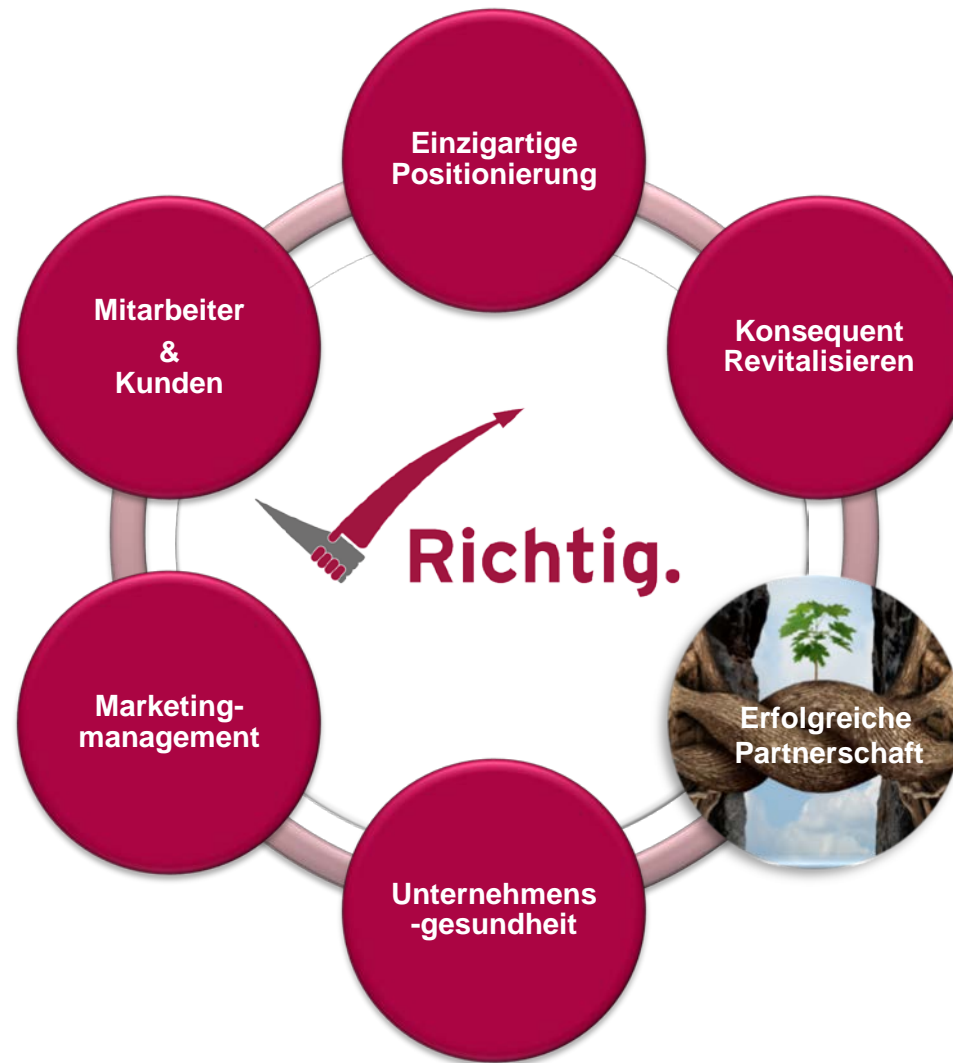 Einzigartige
Positionierung
Konsequent
Revitalisieren
Erfolgreiche
Partnerschaft
Unternehmens
-gesundheit
Marketing-
management
Mitarbeiter
&
Kunden
Richtig.